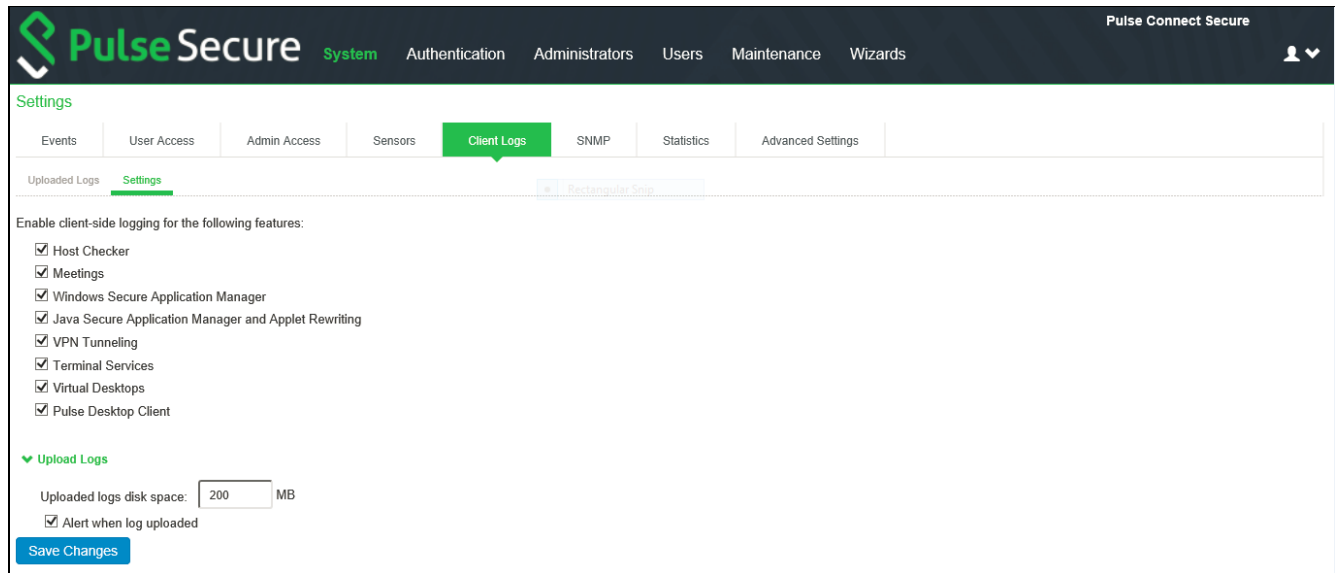 Pulse Connect Secure
Pulse Secure System Authentication Administrators Users Maintenance Wizards
Settings
Events User Access Admin Access Sensors Client Logs SNMP Statistics Advanced Settings
Uploaded Logs Settings
Rectangular Snip
Enable client-side logging for the following features:
Host Checker
Meetings
Windows Secure Application Manager
Java Secure Application Manager and Applet Rewriting
VPN Tunneling
Terminal Services
Virtual Desktops
Pulse Desktop Client
Upload Logs
Uploaded logs disk space: 200 MB
Alert when log uploaded
Save Changes